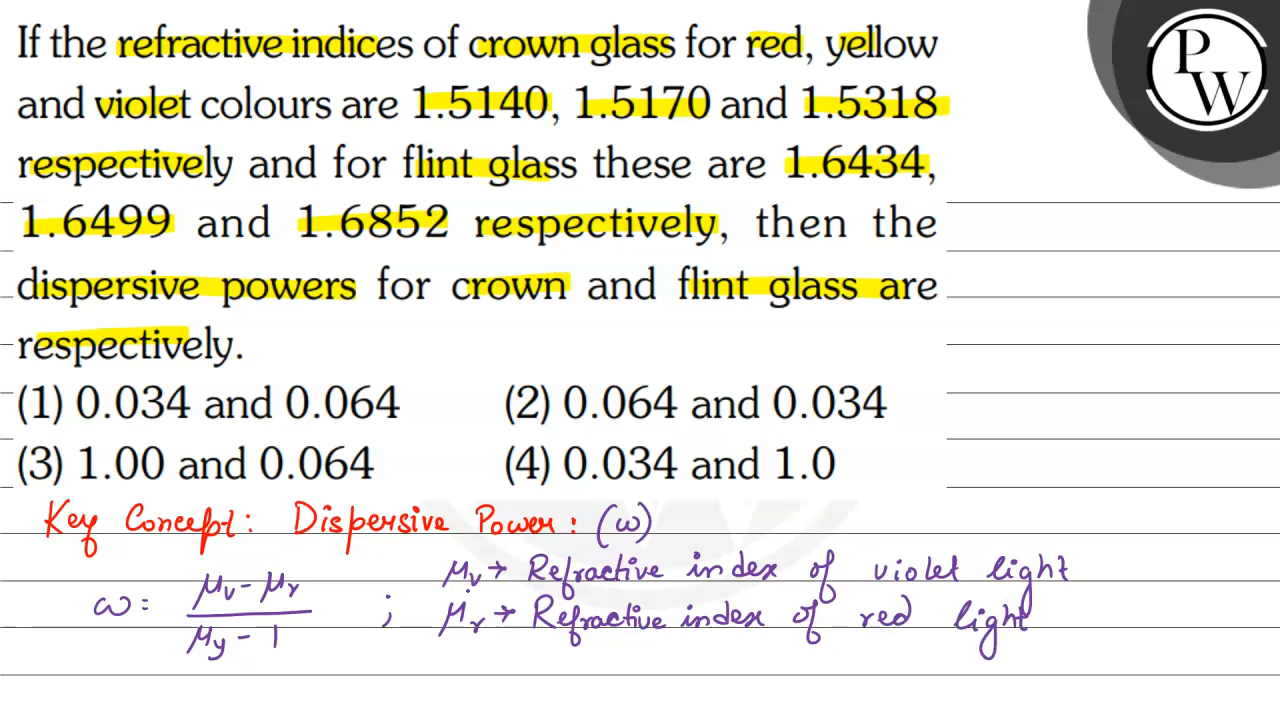 If the refractive indices of crown glass for red, yellow
and violet colours are 1.5140, 1.5170 and 1.5318
respectively and for flint glass these are 1.6434,
1.6499 and 1.6852 respectively, then the
dispersive powers for crown and flint glass are
respectively.
(1) 0.034 and 0.064 (2) 0.064 and 0.034
(3) 1.00 and 0.064 (4) 0.034 and 1.0
Key Concept: Dispersive Power: (ω)
ω = μv - μr / μy - 1 ; μv → Refractive index of violet light
μr → Refractive index of red light
PW